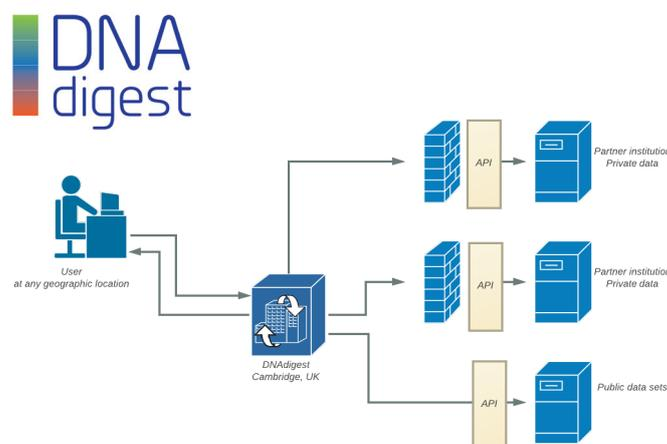 DNA
digest
API
Partner institution
Private data
User
at any geographic location
API
Partner institution
Private data
DNAdigest
Cambridge, UK
API
Public data sets